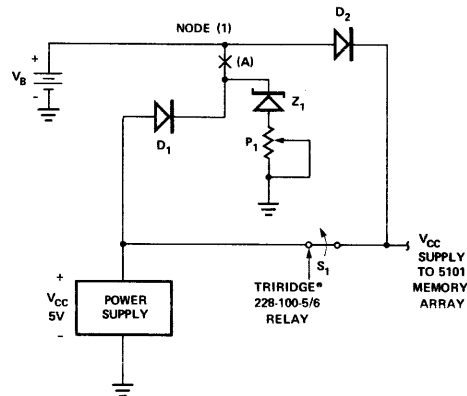 D2
NODE (1)
+
(A)
VB
-
Z1
D1
P1
VCC
SUPPLY
TO 5101
MEMORY
ARRAY
S1
+
TRIRIDGE®
228-100-5/6
RELAY
VCC
5V
POWER
SUPPLY
-